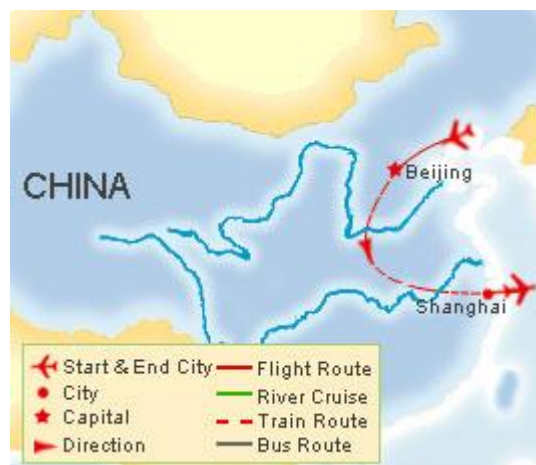 CHINA
Beijing
Shanghai
Start & End City
Flight Route
City
River Cruise
Capital
Train Route
Direction
Bus Route